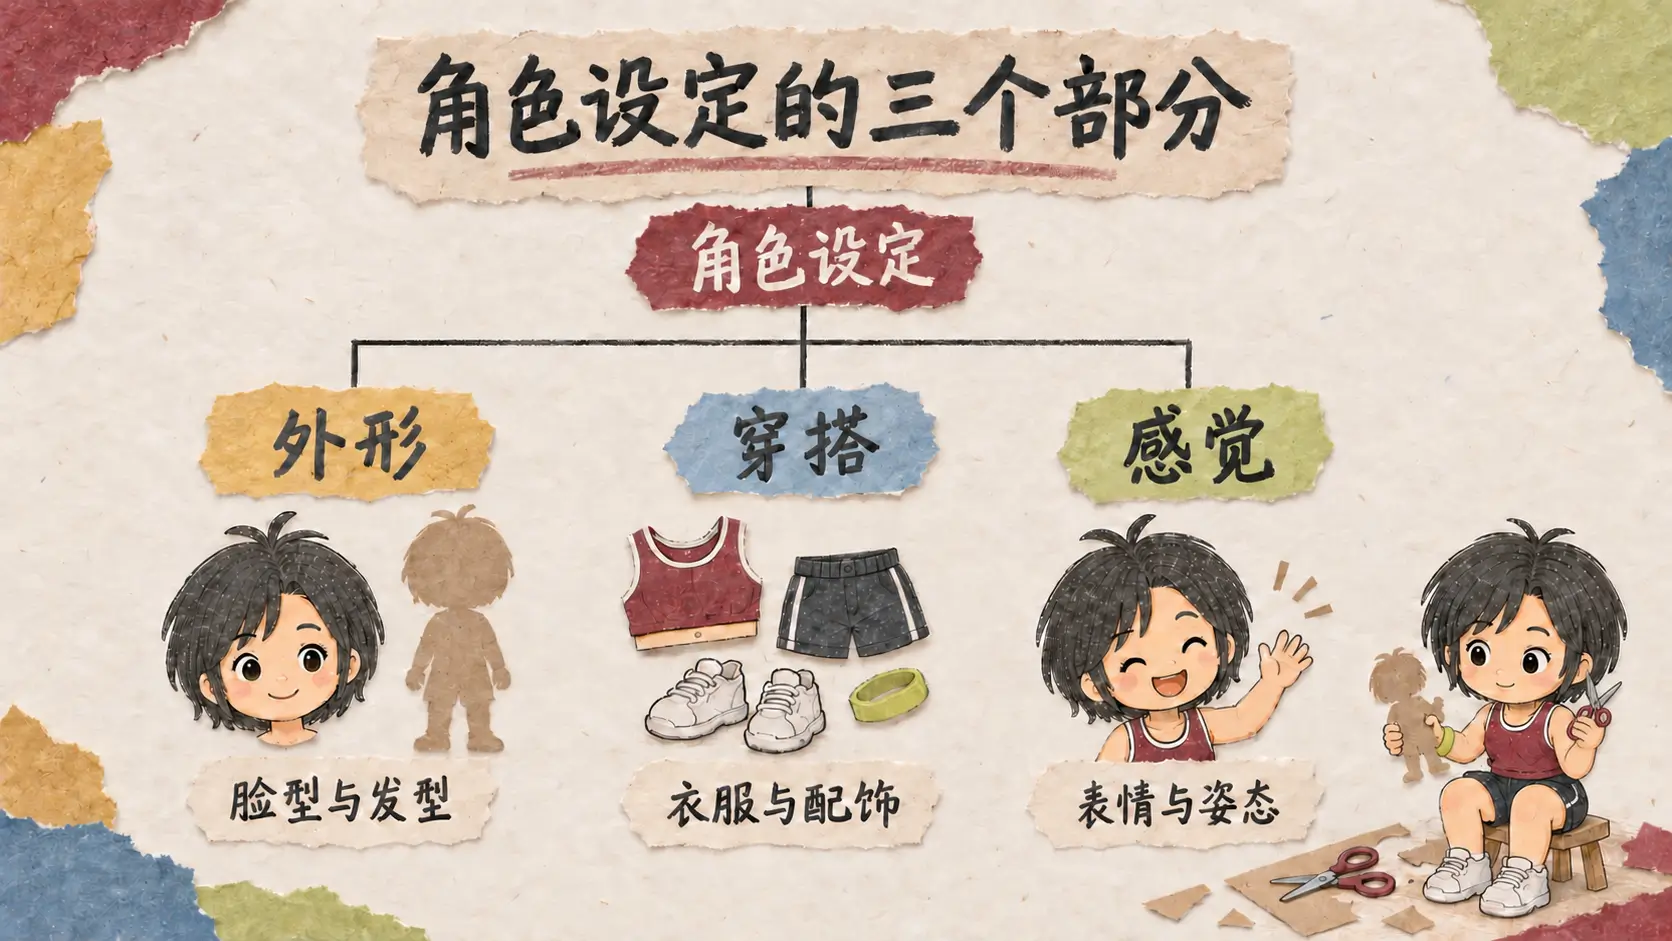 角色设定的三个部分
角色设定
外形
穿搭
感觉
脸型与发型
衣服与配饰
表情与姿态